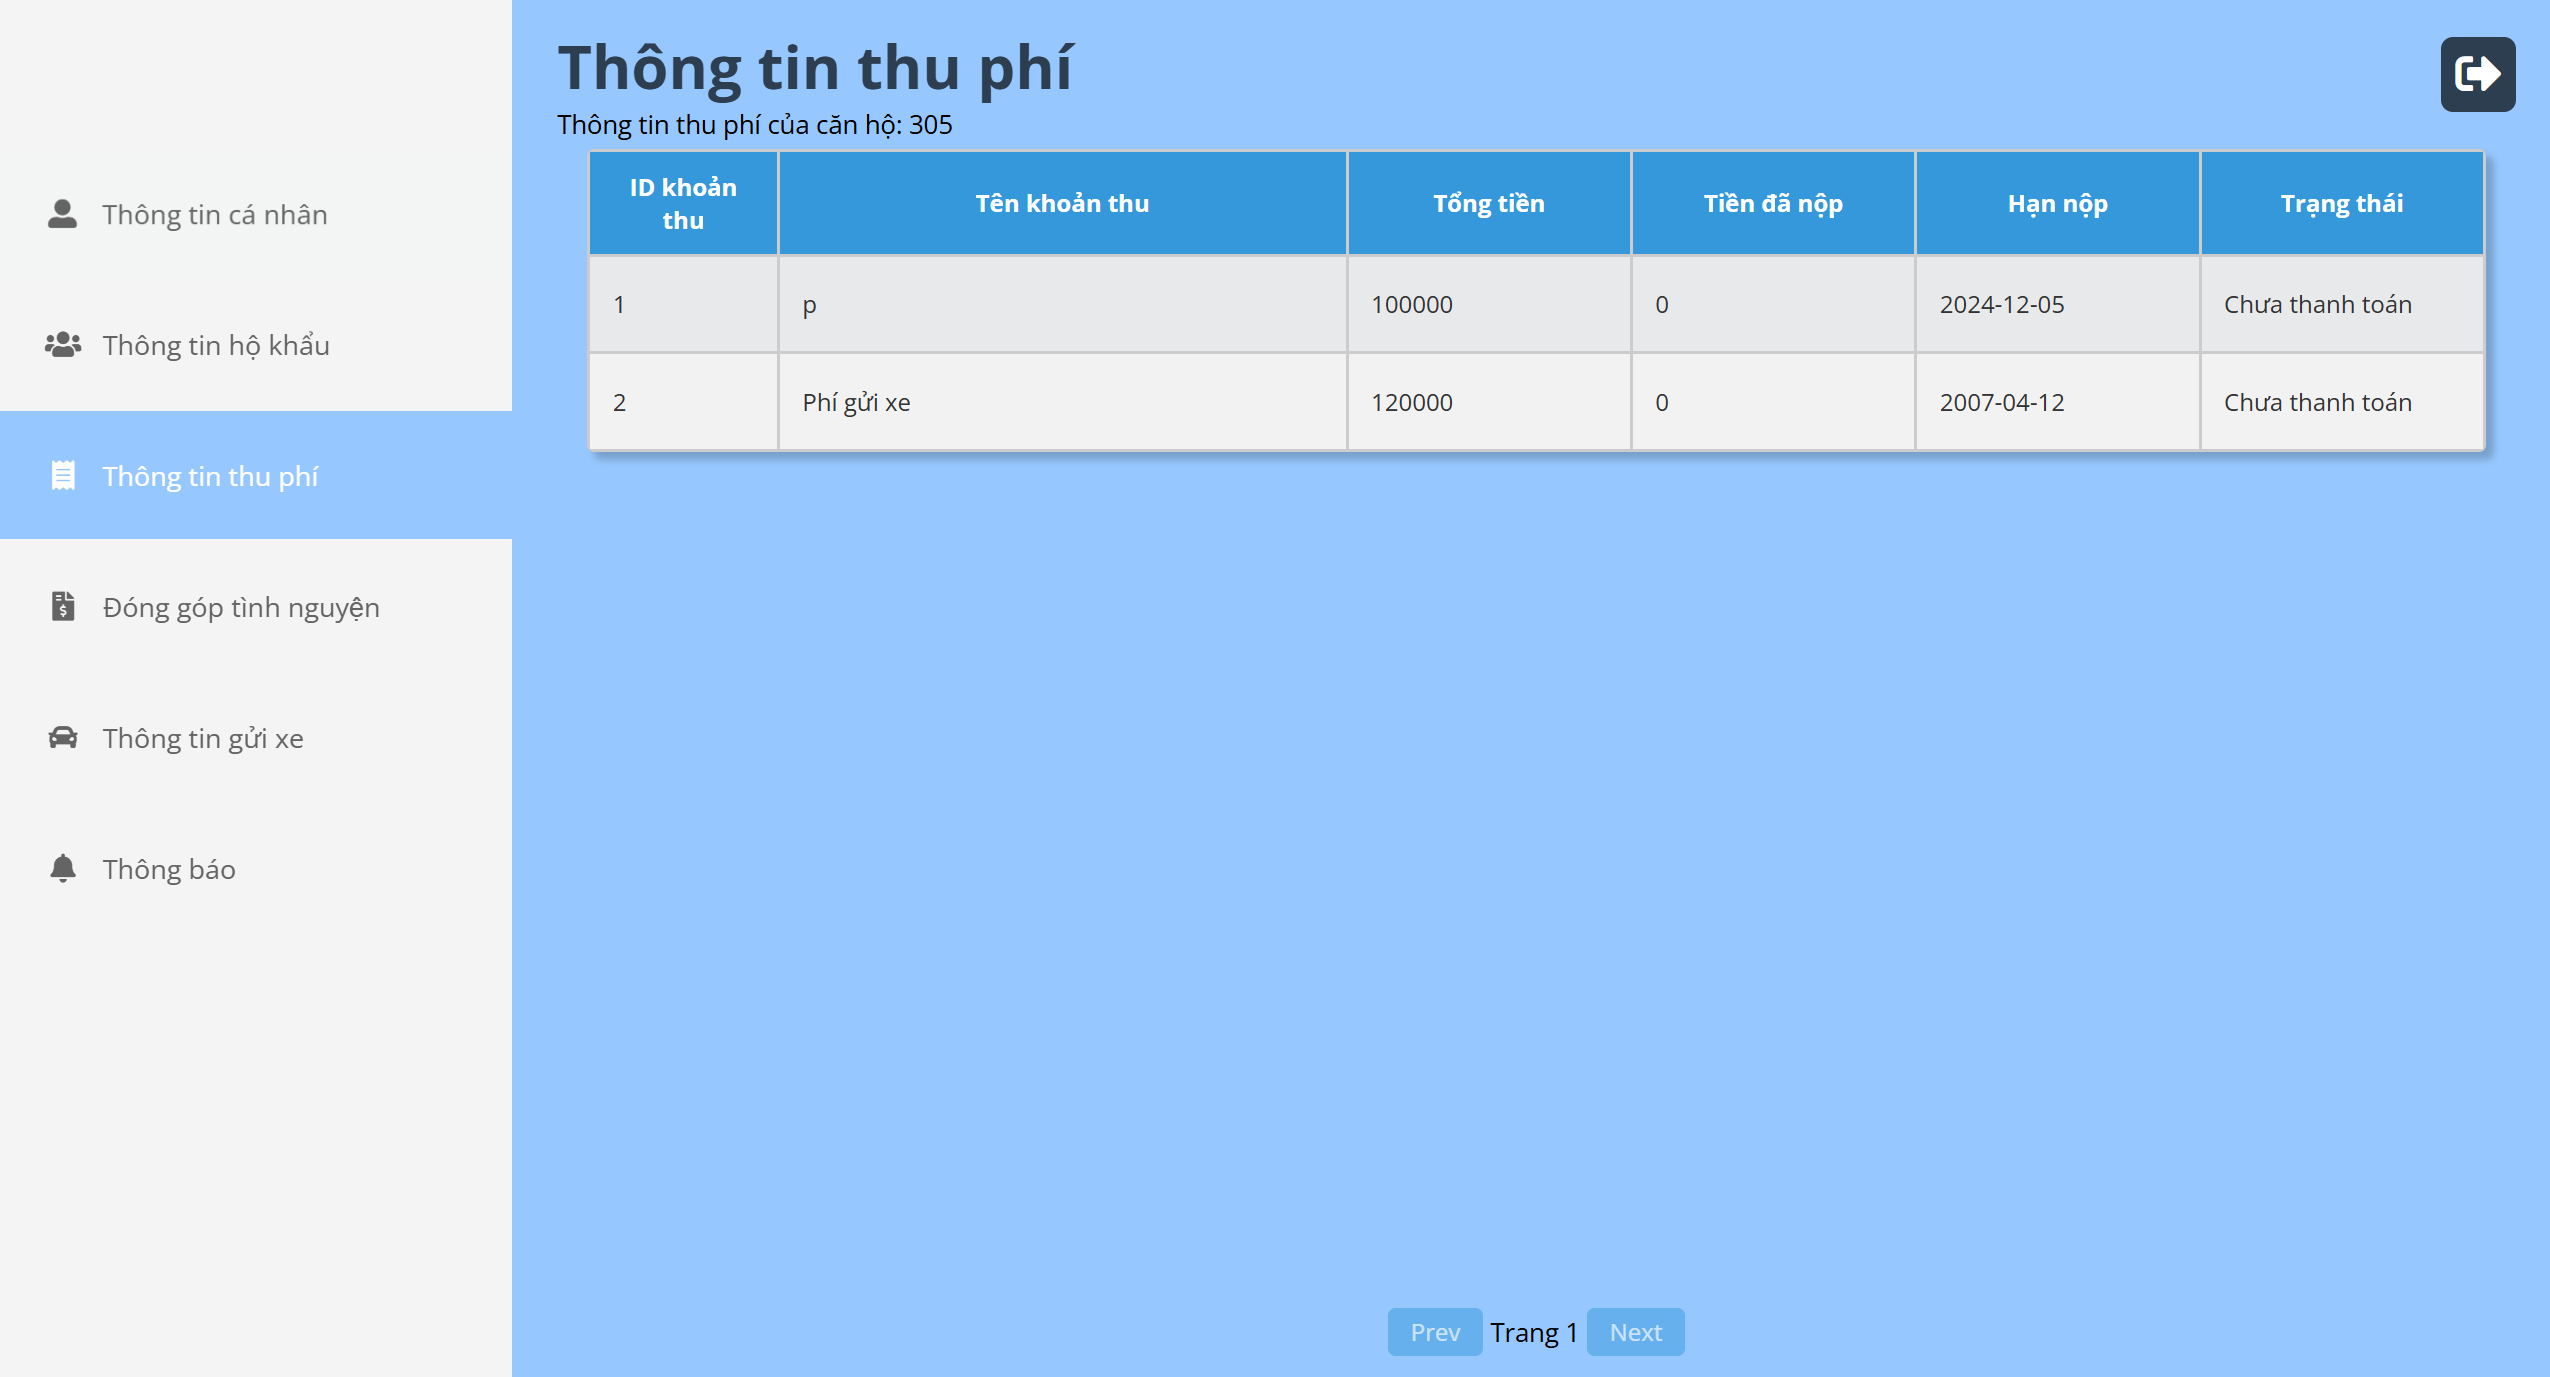 Thông tin cá nhân
Thông tin hộ khẩu
Thông tin thu phí
Đóng góp tình nguyện
Thông tin gửi xe
Thông báo
Thông tin thu phí
Thông tin thu phí của căn hộ: 305
ID khoản
thu
Tên khoản thu
Tổng tiền
Tiền đã nộp
Hạn nộp
Trạng thái
1 p 100000 0 2024-12-05 Chưa thanh toán
2 Phí gửi xe 120000 0 2007-04-12 Chưa thanh toán
Prev Trang 1 Next